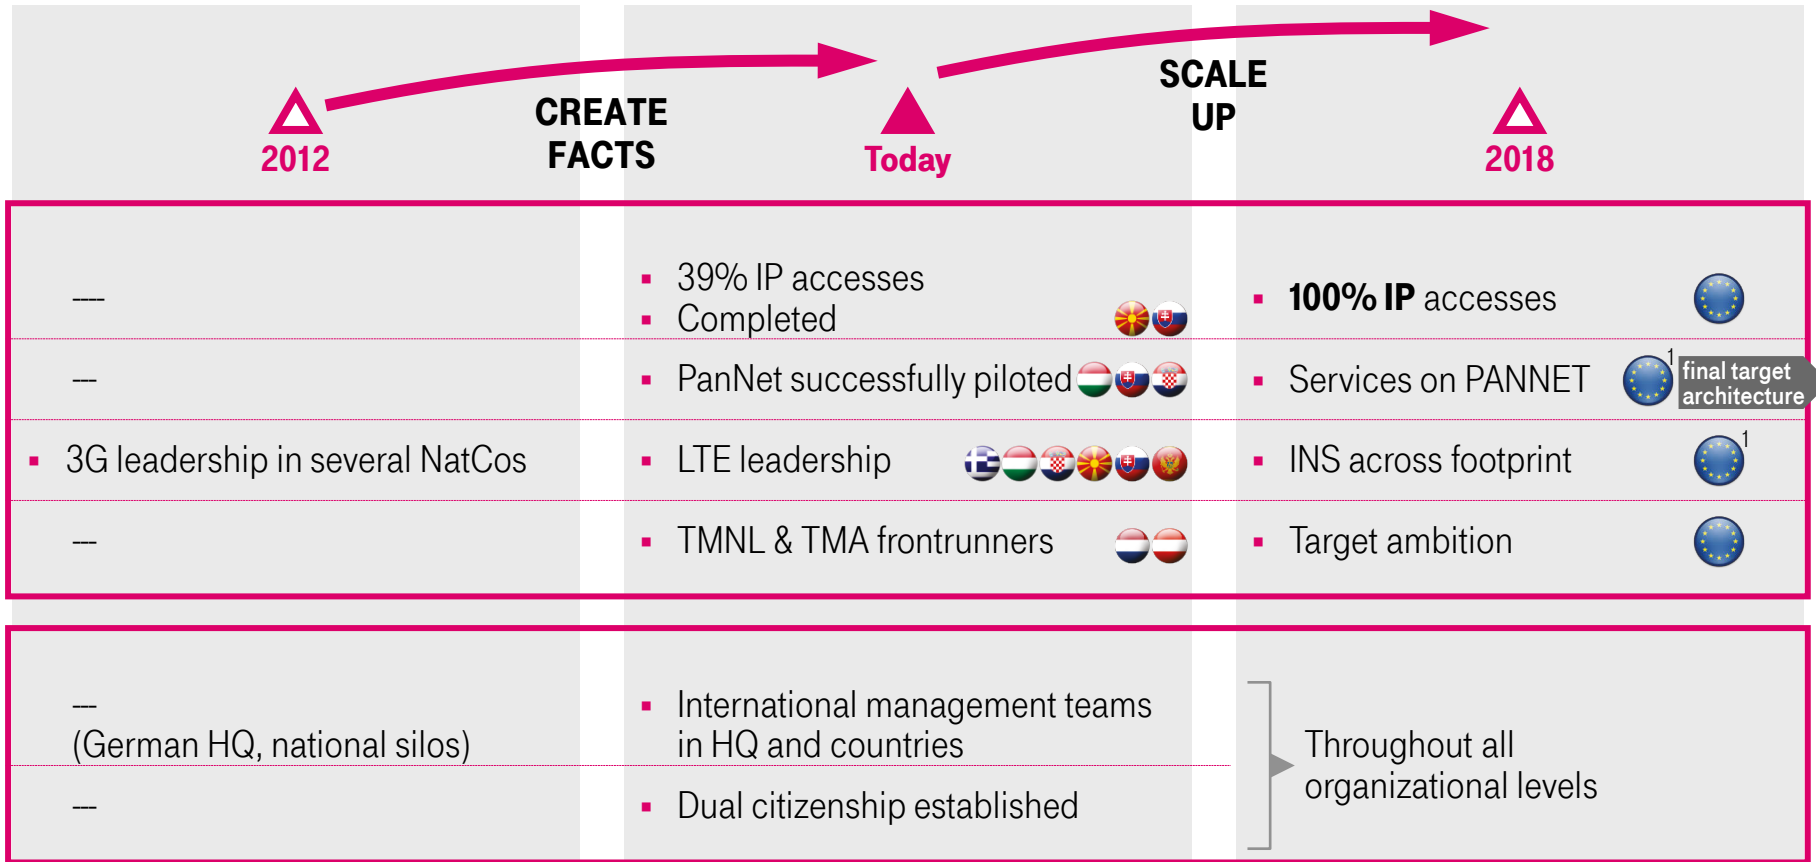 CREATE
FACTS
SCALE
UP
2012
Today
2018
----
▪ 39% IP accesses
▪ Completed
▪ 100% IP accesses
---
▪ PanNet successfully piloted
▪ Services on PANNET
1
final target
architecture
▪ 3G leadership in several NatCos
▪ LTE leadership
▪ INS across footprint
1
---
▪ TMNL & TMA frontrunners
▪ Target ambition
---
(German HQ, national silos)
▪ International management teams
in HQ and countries
Throughout all
organizational levels
---
▪ Dual citizenship established